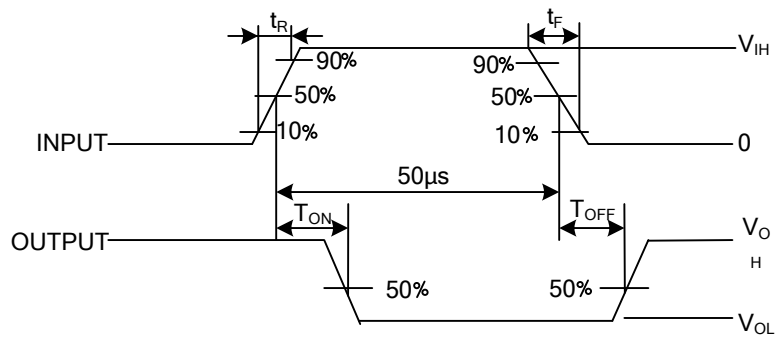 tR
tF
VIH
90%
90%
50%
50%
10%
10%
INPUT
0
50µs
TON
TOFF
OUTPUT
VO
H
50%
50%
VOL